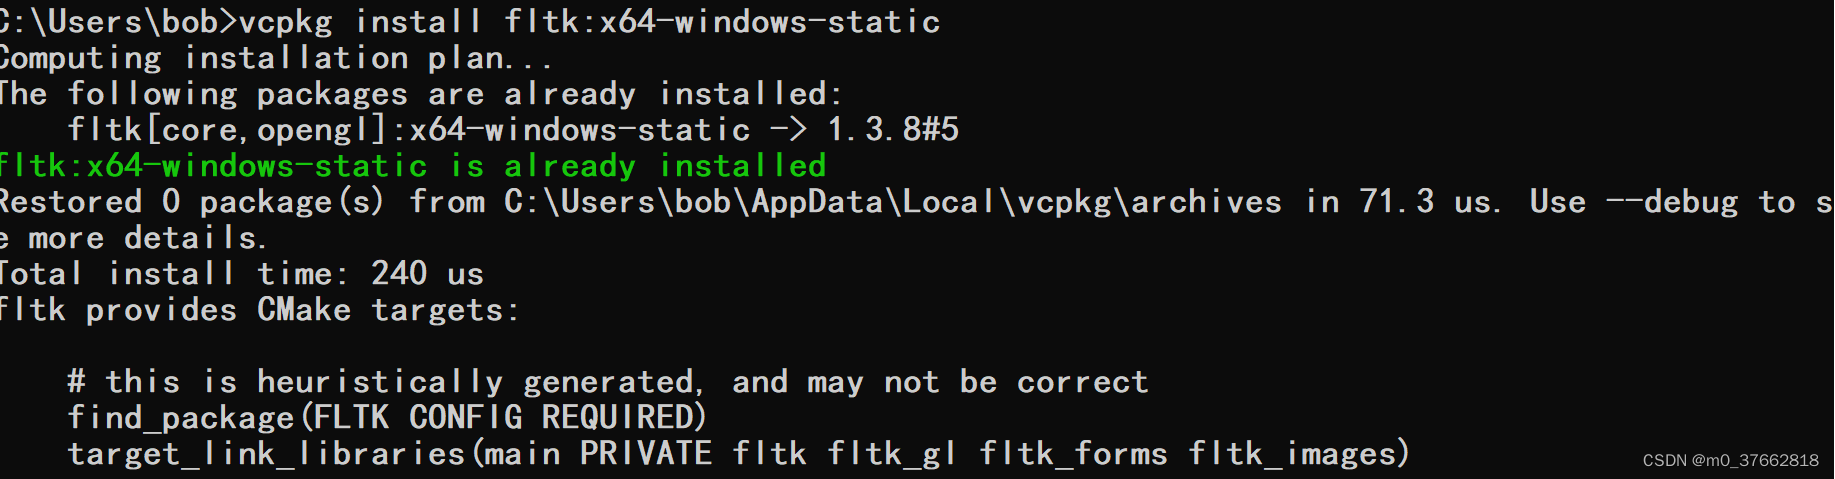 C:\Users\bob>vcpkg install fltk:x64-windows-static
Computing installation plan...
The following packages are already installed:
    fltk[core,opengl]:x64-windows-static -> 1.3.8#5
fltk:x64-windows-static is already installed
Restored 0 package(s) from C:\Users\bob\AppData\Local\vcpkg\archives in 71.3 us. Use --debug to s
e more details.
Total install time: 240 us
fltk provides CMake targets:
    # this is heuristically generated, and may not be correct
    find_package(FLTK CONFIG REQUIRED)
    target_link_libraries(main PRIVATE fltk fltk_gl fltk_forms fltk_images)
CSDN @m0_37662818